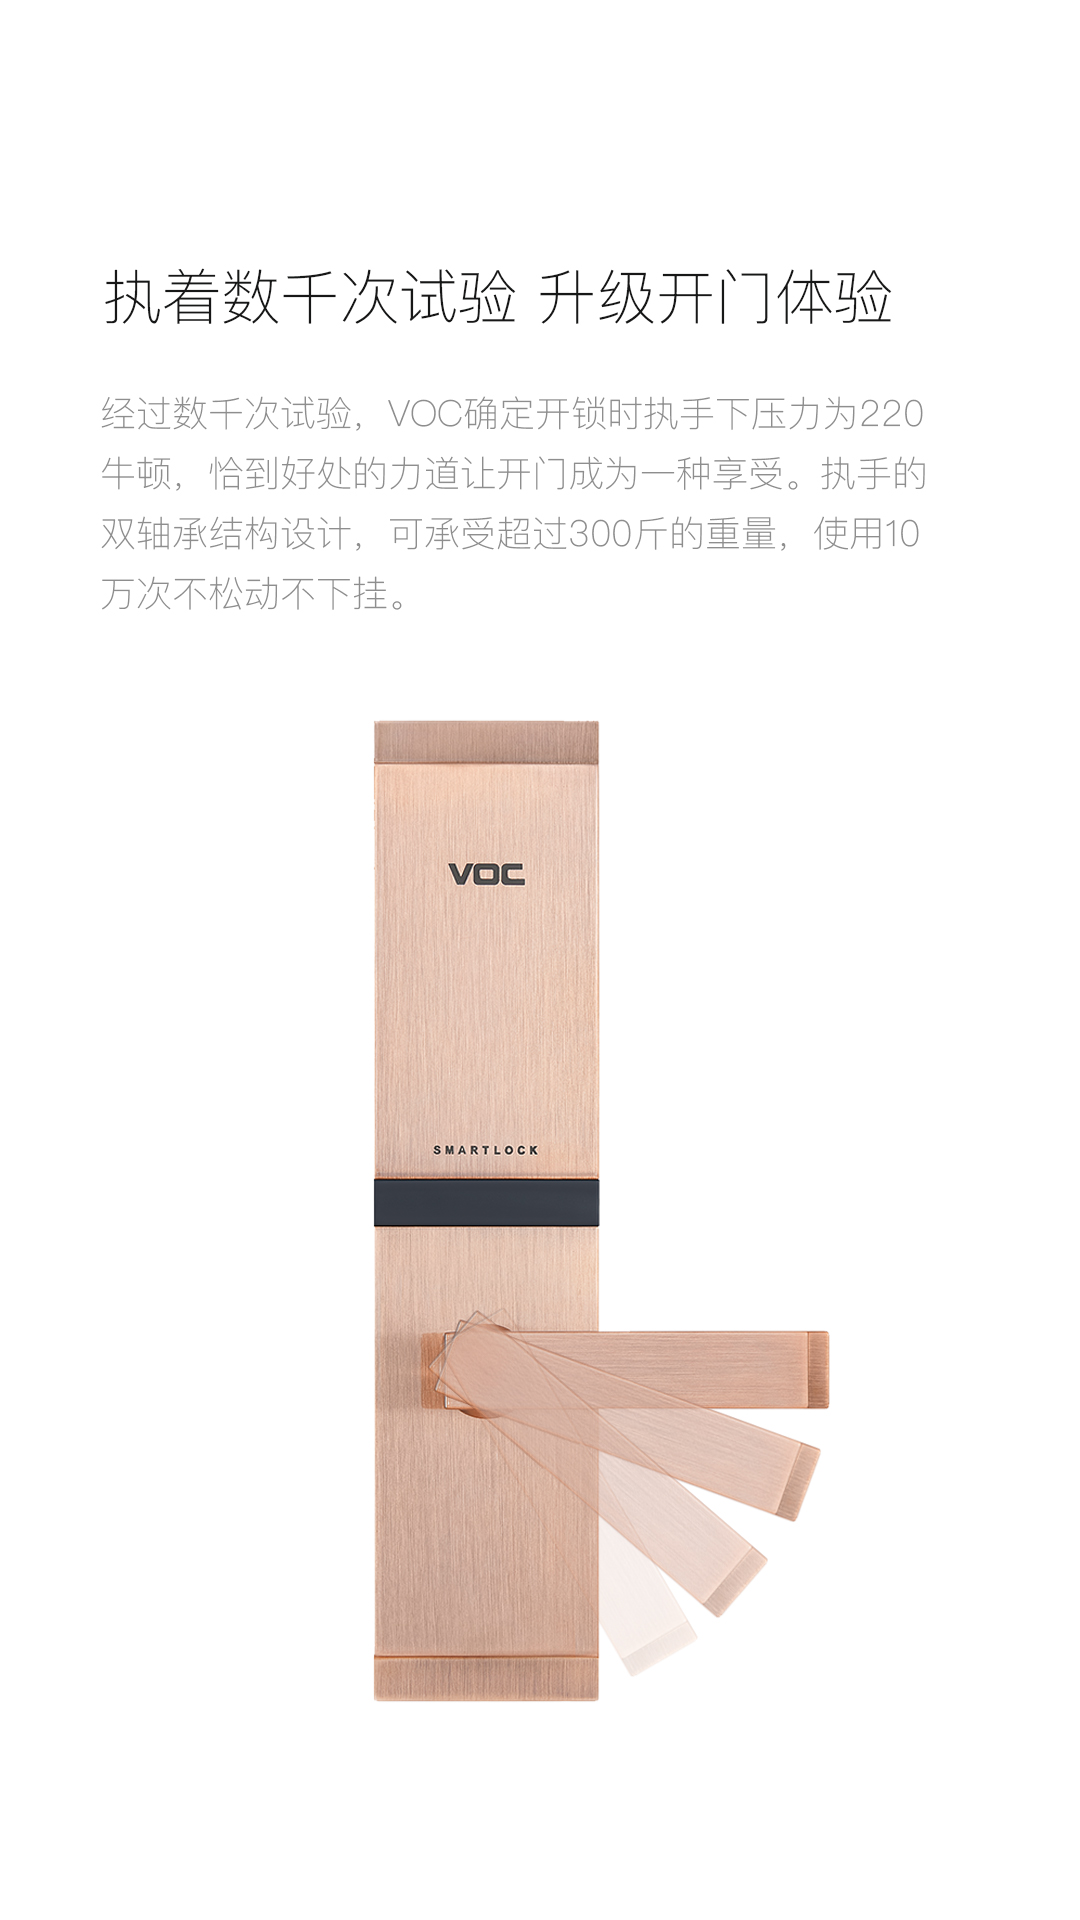 执着数千次试验 升级开门体验
经过数千次试验，VOC确定开锁时执手下压力为220
牛顿，恰到好处的力道让开门成为一种享受。执手的
双轴承结构设计，可承受超过300斤的重量，使用10
万次不松动不下挂。
VOC
SMARTLOCK